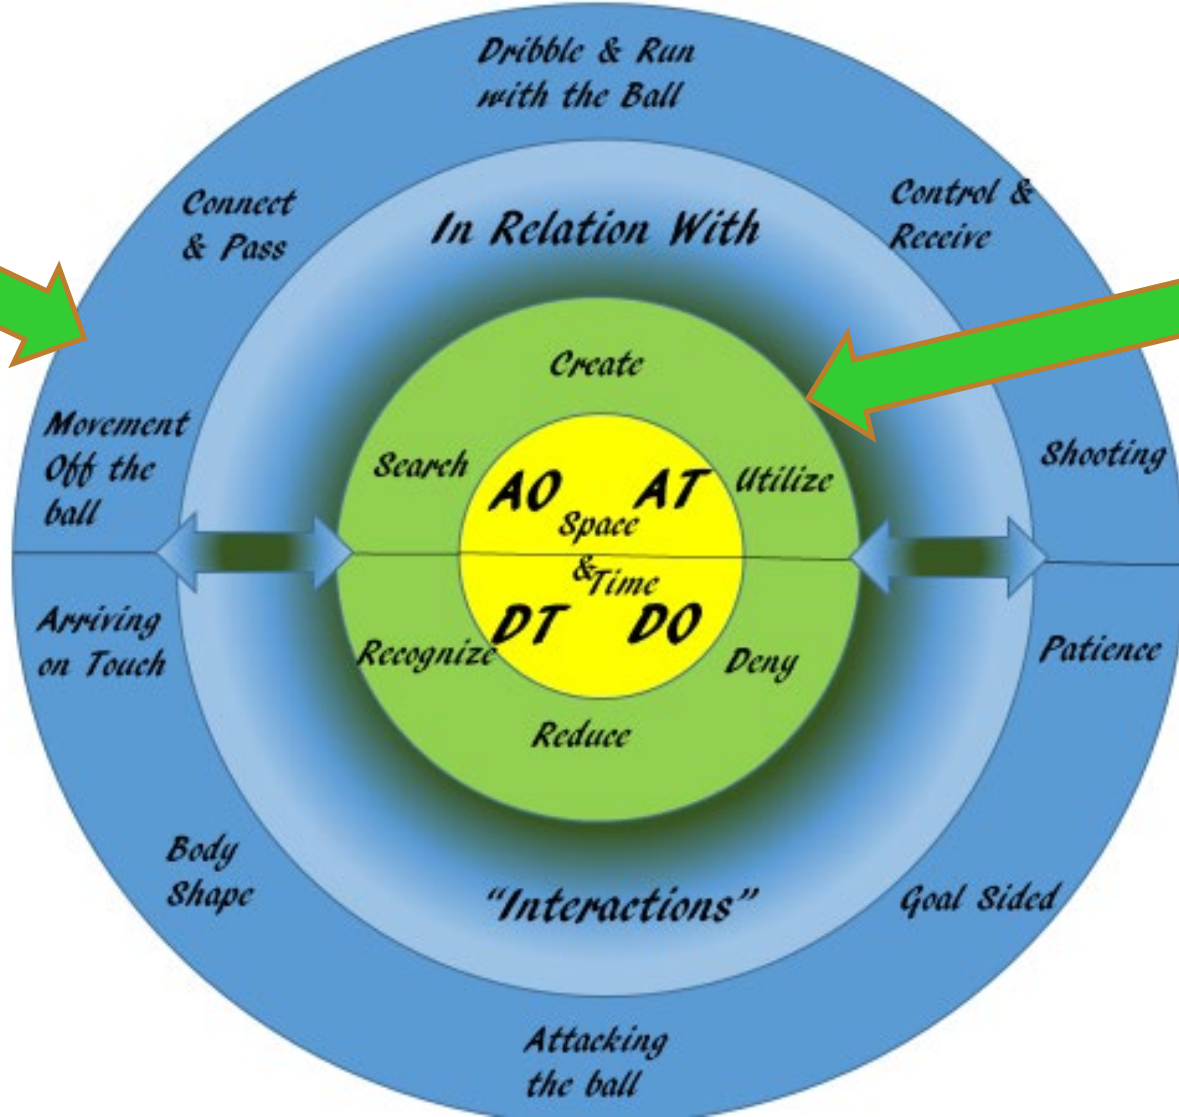 Dribble & Run
with the Ball
Connect
& Pass
Control &
Receive
In Relation With
Create
Search
Utilize
AO
AT
Space
&
Time
DT
DO
Recognize
Deny
Reduce
Movement
Off the
ball
Shooting
Arriving
on Touch
Patience
Body
Shape
"Interactions"
Goal Sided
Attacking
the ball